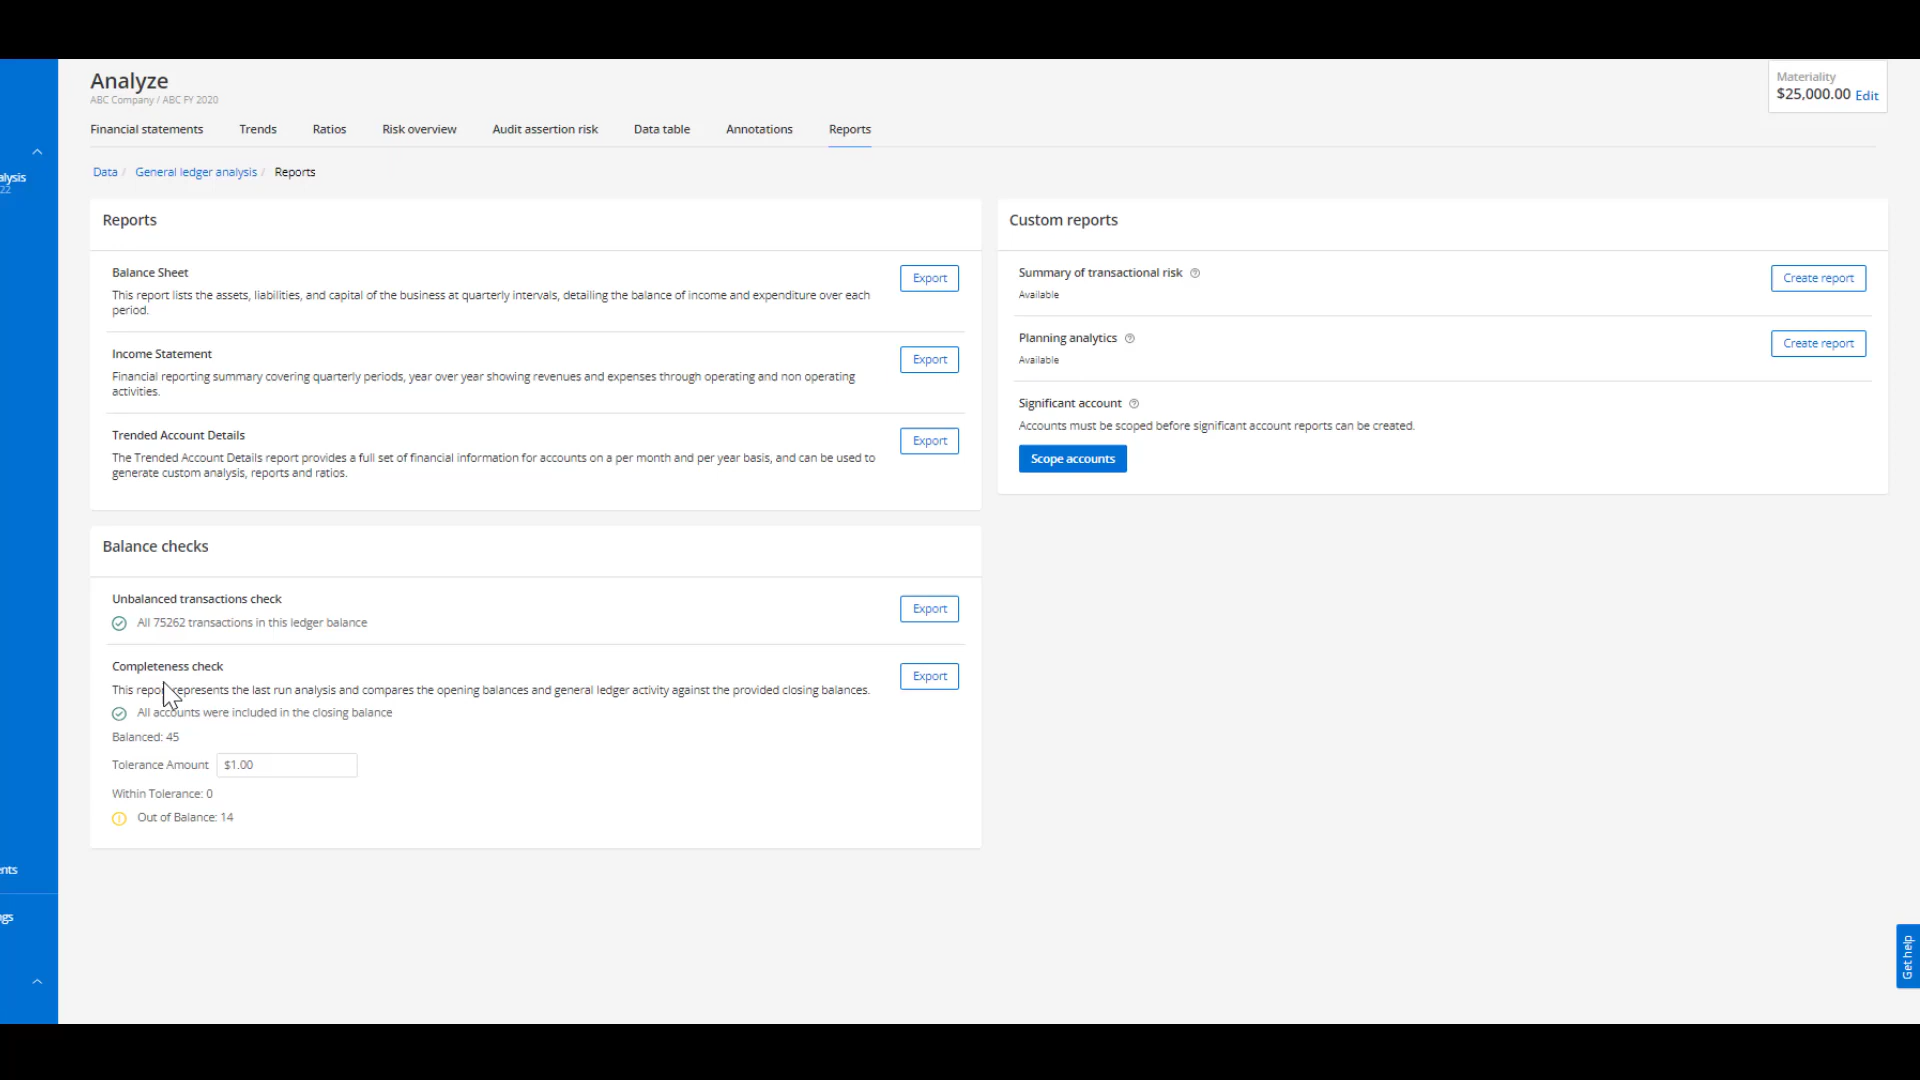 Analyze
ABC Company / ABC FY 2020
Materiality
$25,000.00 Edit
Financial statements Trends Ratios Risk overview Audit assertion risk Data table Annotations Reports
Data / General ledger analysis / Reports
alysis
22
ents
ngs
Reports
Balance Sheet
Export
This report lists the assets, liabilities, and capital of the business at quarterly intervals, detailing the balance of income and expenditure over each
period.
Income Statement
Export
Financial reporting summary covering quarterly periods, year over year showing revenues and expenses through operating and non operating
activities.
Trended Account Details
Export
The Trended Account Details report provides a full set of financial information for accounts on a per month and per year basis, and can be used to
generate custom analysis, reports and ratios.
Custom reports
Summary of transactional risk
Available
Create report
Planning analytics
Available
Create report
Significant account
Accounts must be scoped before significant account reports can be created.
Scope accounts
Balance checks
Unbalanced transactions check
Export
All 75262 transactions in this ledger balance
Completeness check
Export
This report represents the last run analysis and compares the opening balances and general ledger activity against the provided closing balances.
All accounts were included in the closing balance
Balanced: 45
Tolerance Amount $1.00
Within Tolerance: 0
Out of Balance: 14
Get help